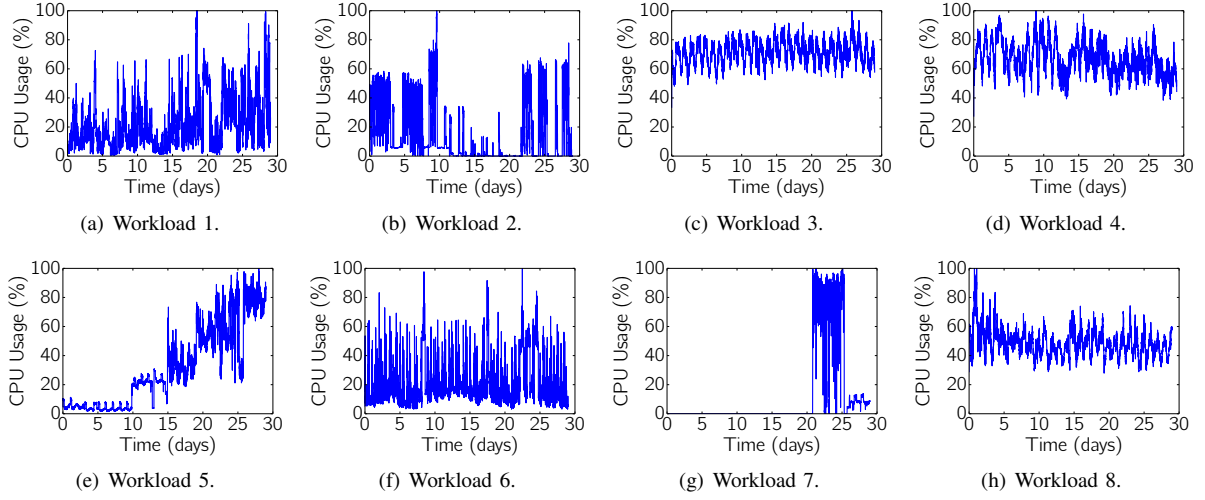 CPU Usage (%)
100
80
60
40
20
0
0 5 10 15 20 25 30
Time (days)
(a) Workload 1.
CPU Usage (%)
100
80
60
40
20
0
0 5 10 15 20 25 30
Time (days)
(b) Workload 2.
CPU Usage (%)
100
80
60
40
20
0
0 5 10 15 20 25 30
Time (days)
(c) Workload 3.
CPU Usage (%)
100
80
60
40
20
0
0 5 10 15 20 25 30
Time (days)
(d) Workload 4.
CPU Usage (%)
100
80
60
40
20
0
0 5 10 15 20 25 30
Time (days)
(e) Workload 5.
CPU Usage (%)
100
80
60
40
20
0
0 5 10 15 20 25 30
Time (days)
(f) Workload 6.
CPU Usage (%)
100
80
60
40
20
0
0 5 10 15 20 25 30
Time (days)
(g) Workload 7.
CPU Usage (%)
100
80
60
40
20
0
0 5 10 15 20 25 30
Time (days)
(h) Workload 8.